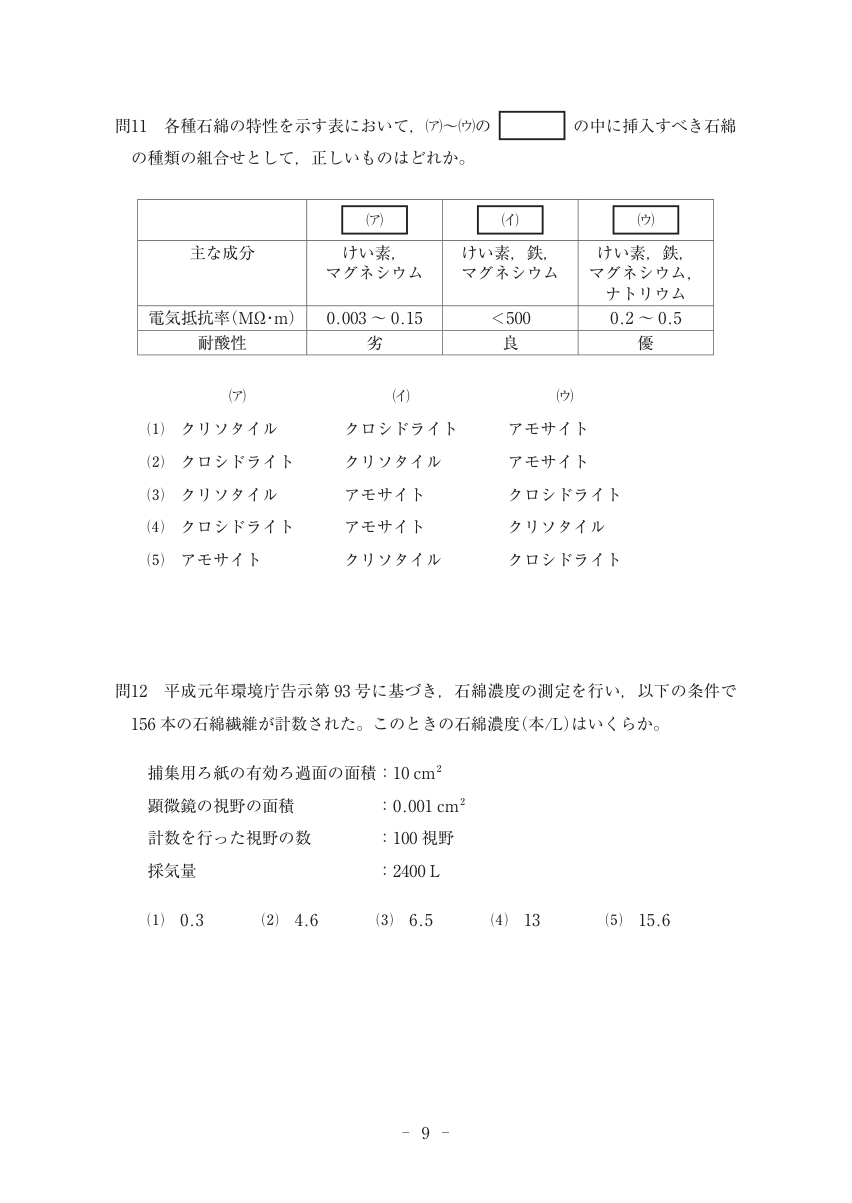 問11　各種石綿の特性を示す表において，㋐～㋒の　　　　の中に挿入すべき石綿
の種類の組合せとして，正しいものはどれか。
㋐　㋑　㋒
主な成分　けい素，マグネシウム　けい素，鉄，マグネシウム　けい素，鉄，マグネシウム，ナトリウム
電気抵抗率(MΩ･m)　0.003～0.15　＜500　0.2～0.5
耐酸性　劣　良　優
㋐　㋑　㋒
⑴　クリソタイル　クロシドライト　アモサイト
⑵　クロシドライト　クリソタイル　アモサイト
⑶　クリソタイル　アモサイト　クロシドライト
⑷　クロシドライト　アモサイト　クリソタイル
⑸　アモサイト　クリソタイル　クロシドライト
問12　平成元年環境庁告示第 93 号に基づき，石綿濃度の測定を行い，以下の条件で
156 本の石綿繊維が計数された。このときの石綿濃度(本/L)はいくらか。
捕集用ろ紙の有効ろ過面の面積：10 cm²
顕微鏡の視野の面積：0.001 cm²
計数を行った視野の数：100 視野
採気量：2400 L
⑴　0.3　⑵　4.6　⑶　6.5　⑷　13　⑸　15.6
－ 9 －